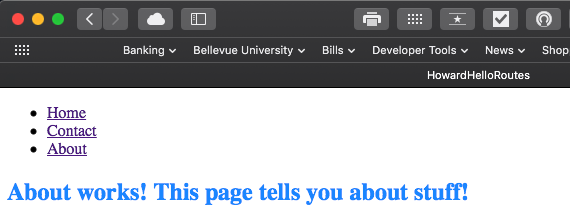 Banking Bellevue University Bills Developer Tools News Shop
HowardHelloRoutes
Home
Contact
About
About works! This page tells you about stuff!